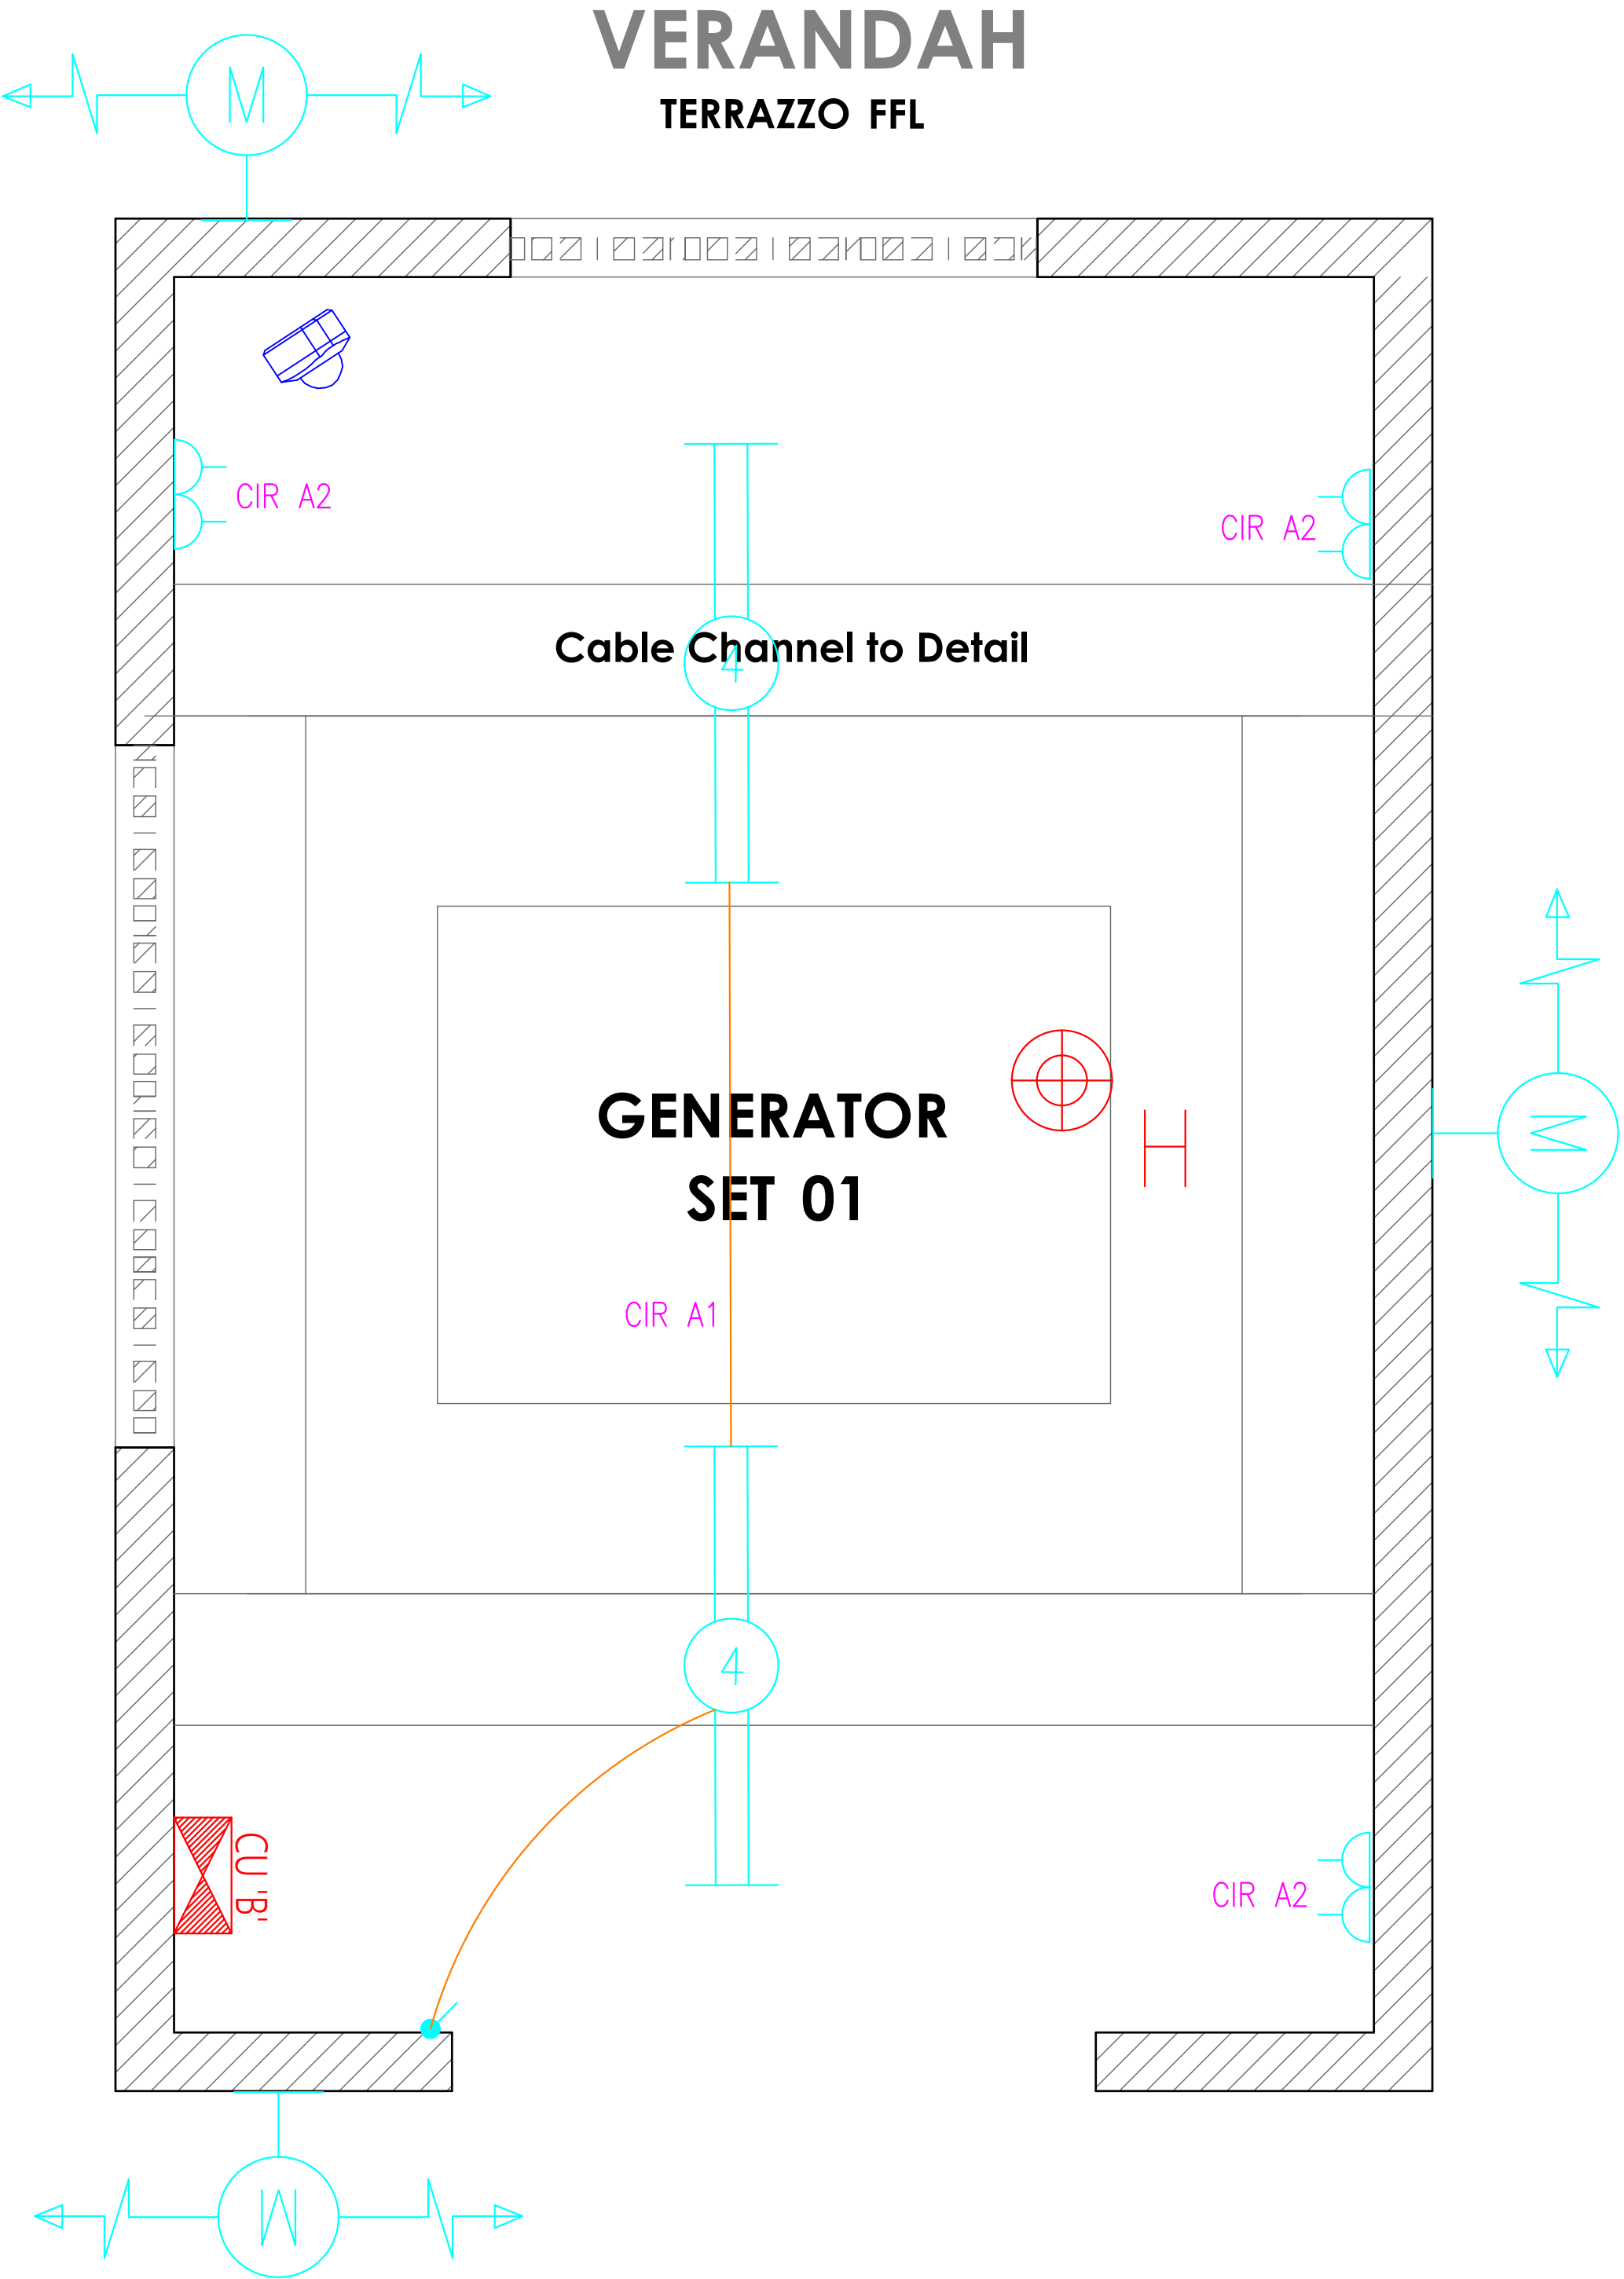 VERANDAH
TERRAZZO FFL
M
CIR A2
CIR A2
Cable Channel to Detail
4
M
GENERATOR
SET 01
H
CIR A1
4
CU 'B'
CIR A2
M